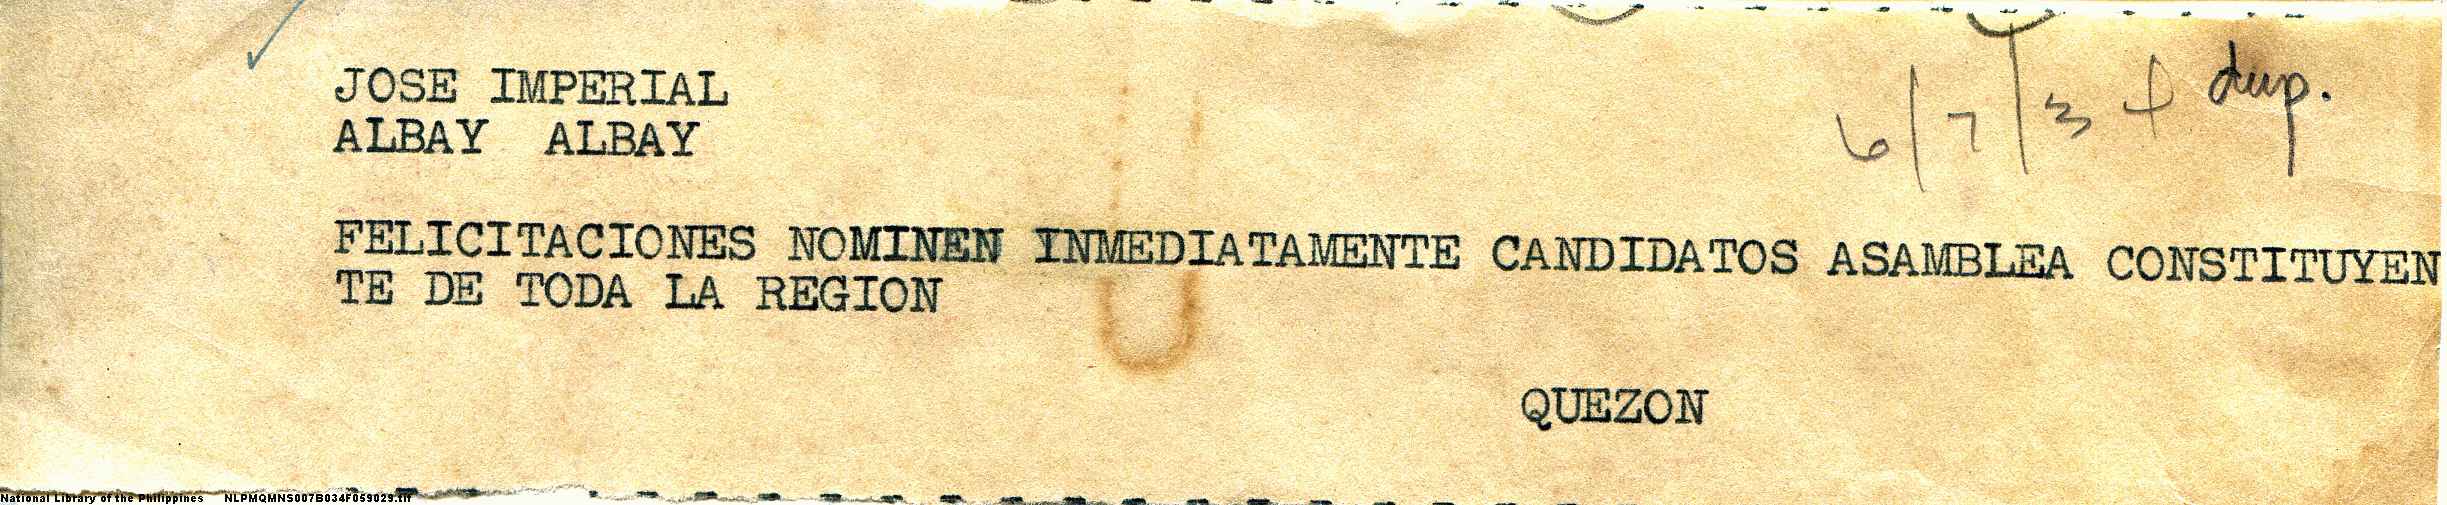 JOSE IMPERIAL
ALBAY ALBAY
6/7/34 dup.
FELICITACIONES NOMINEN INMEDIATAMENTE CANDIDATOS ASAMBLEA CONSTITUYEN
TE DE TODA LA REGION
QUEZON
National Library of the Philippines NLPMQMNS007B034F059029.tif